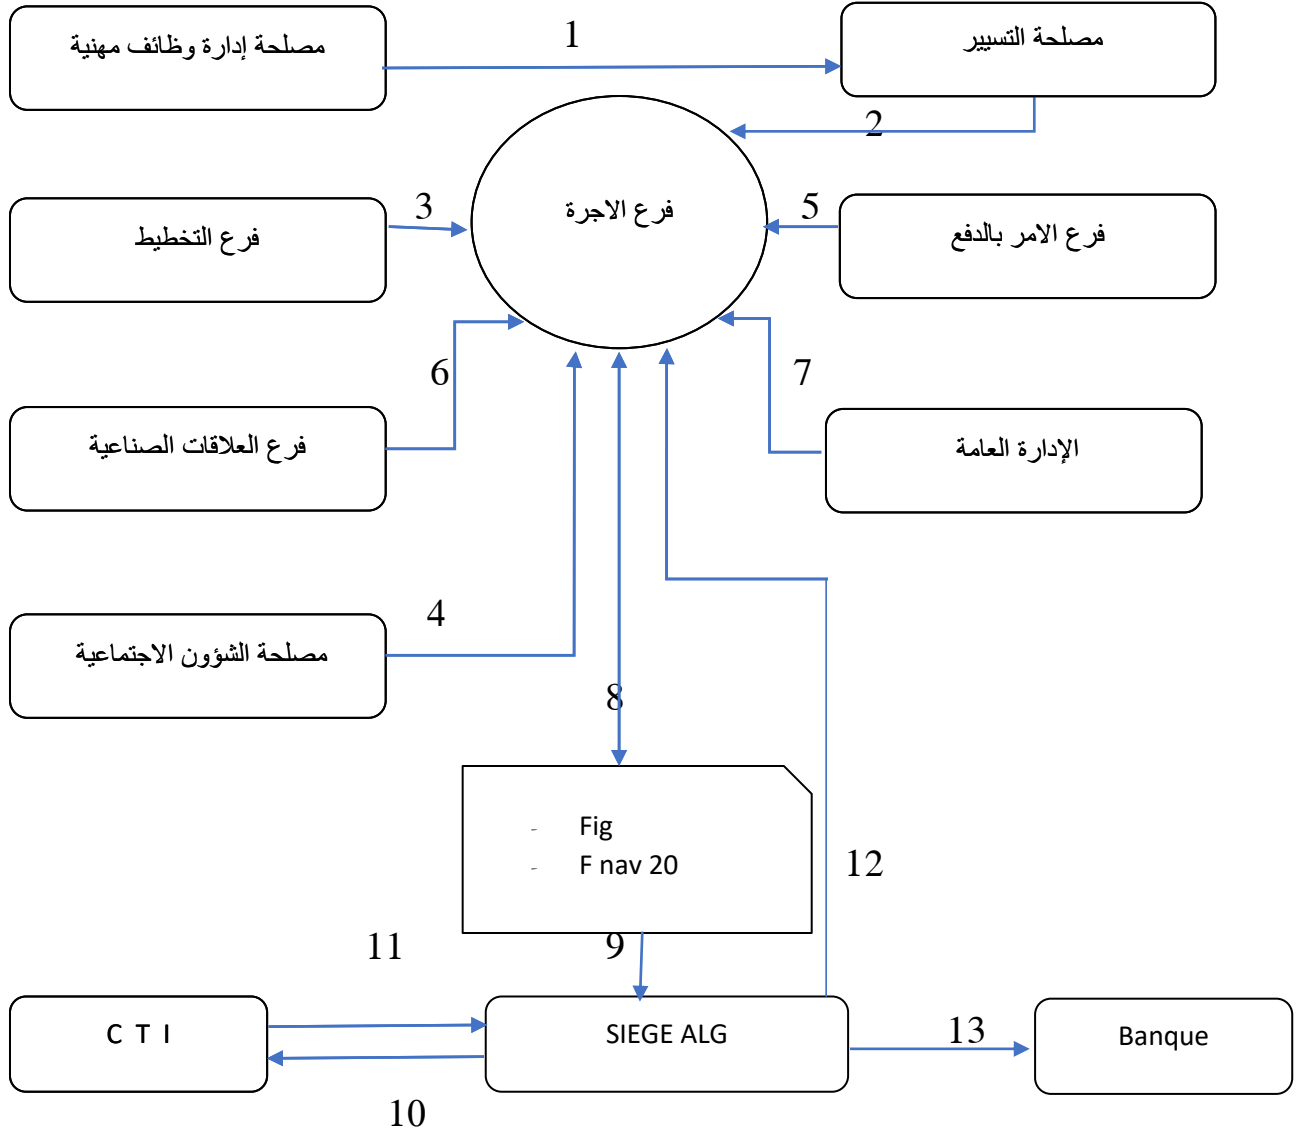 1
مصلحة إدارة وظائف مهنية
مصلحة التسيير
2
فرع الاجرة
3
5
فرع التخطيط
فرع الامر بالدفع
6
7
فرع العلاقات الصناعية
الإدارة العامة
4
مصلحة الشؤون الاجتماعية
8
- Fig
- F nav 20
12
11
9
C T I
SIEGE ALG
13
Banque
10